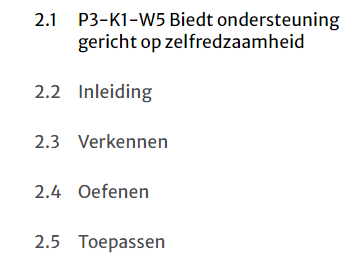 2.1 P3-K1-W5 Biedt ondersteuning
gericht op zelfredzaamheid
2.2 Inleiding
2.3 Verkennen
2.4 Oefenen
2.5 Toepassen